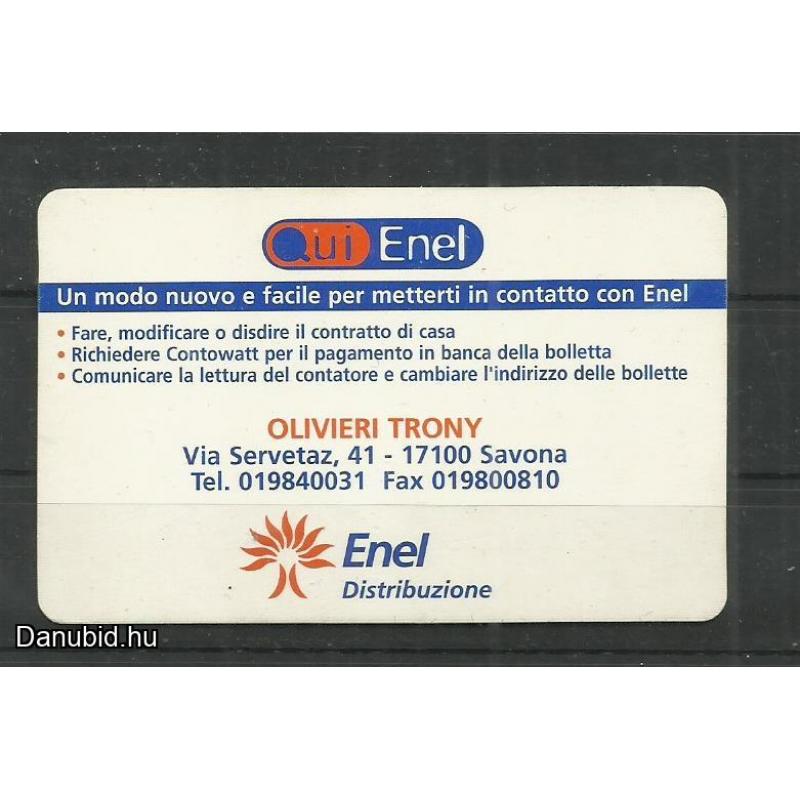 Qui Enel
Un modo nuovo e facile per metterti in contatto con Enel
• Fare, modificare o disdire il contratto di casa
• Richiedere Contowatt per il pagamento in banca della bolletta
• Comunicare la lettura del contatore e cambiare l'indirizzo delle bollette
OLIVIERI TRONY
Via Servetaz, 41 - 17100 Savona
Tel. 019840031 Fax 019800810
Enel
Distribuzione
Danubid.hu